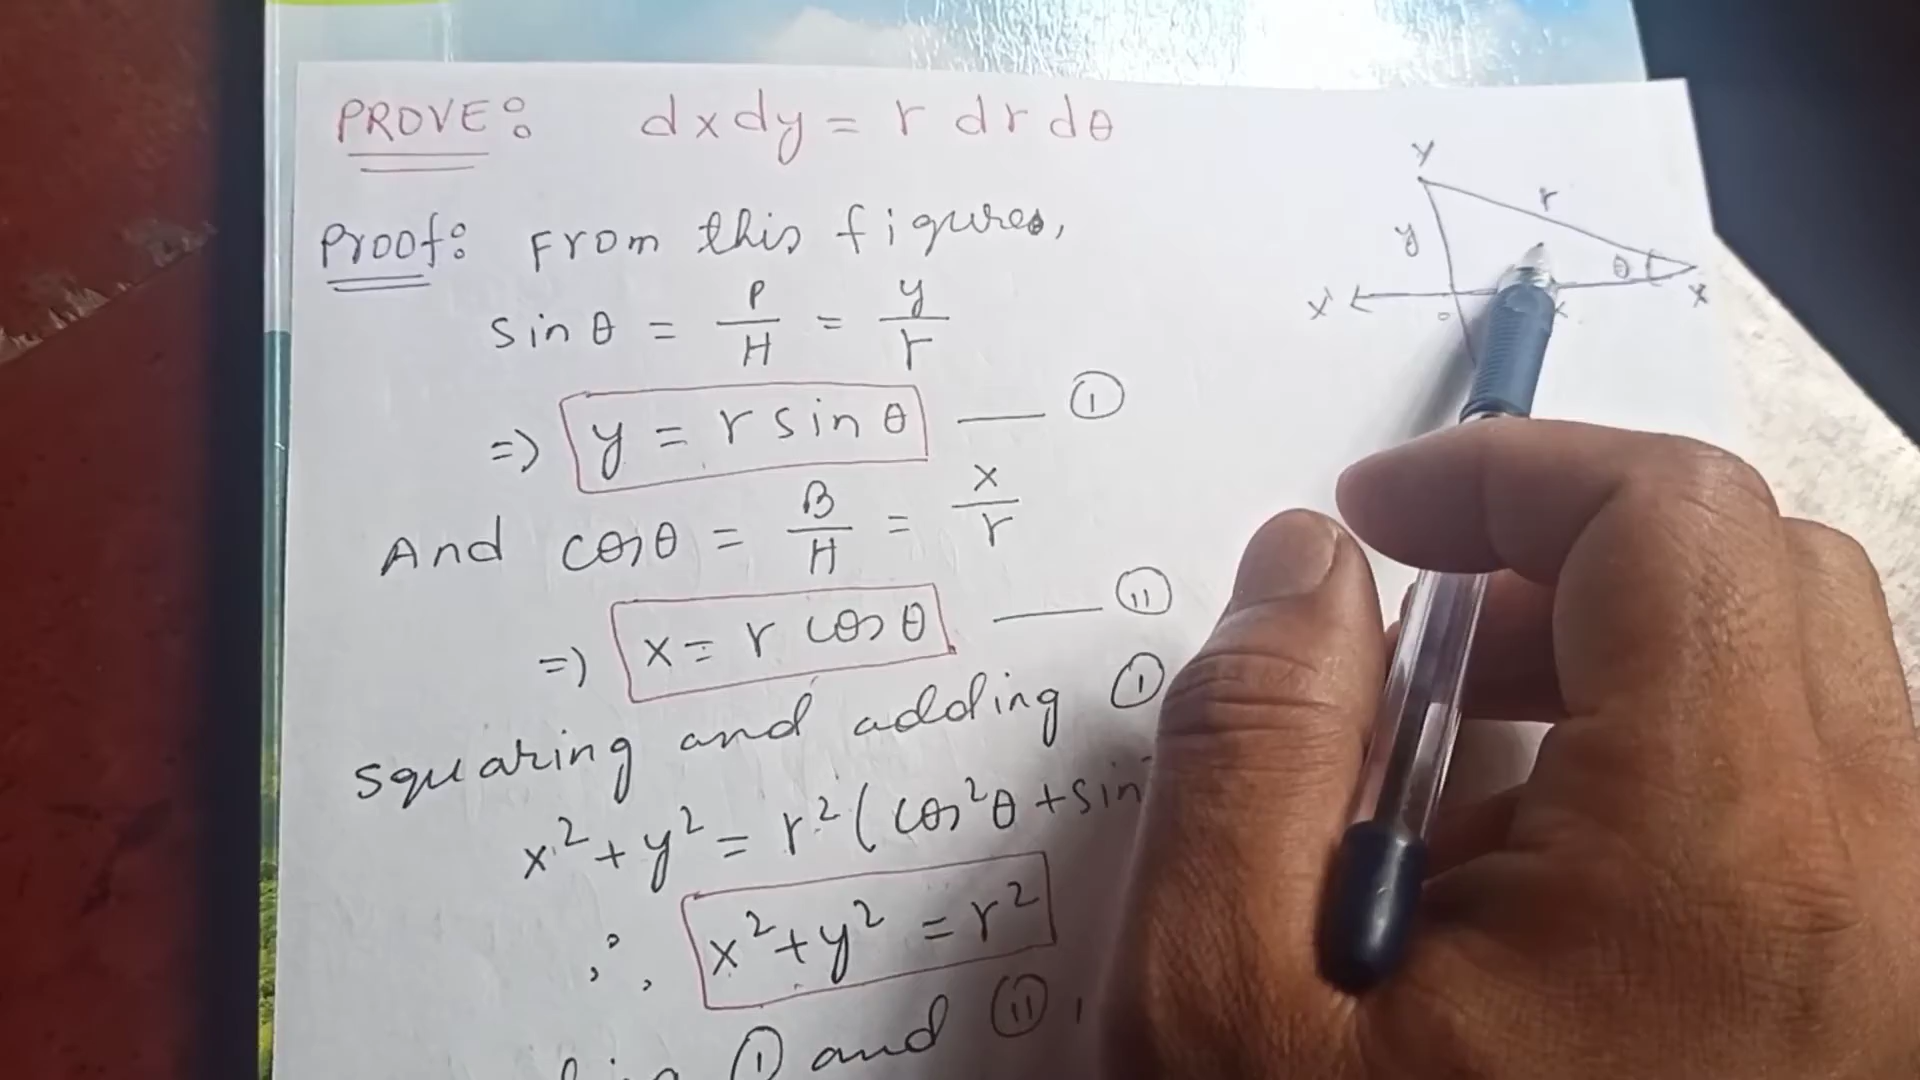 PROVE: dxdy = r dr dθ
Proof: From this figures,
sin θ = P/H = y/r
=> y = r sin θ —— I
And cosθ = B/H = x/r
=> x = r cos θ —— II
squaring and adding I
x² + y² = r² (cos²θ + sin
∴ x² + y² = r²
I and II,
Y
r
y
θ
X' O x X